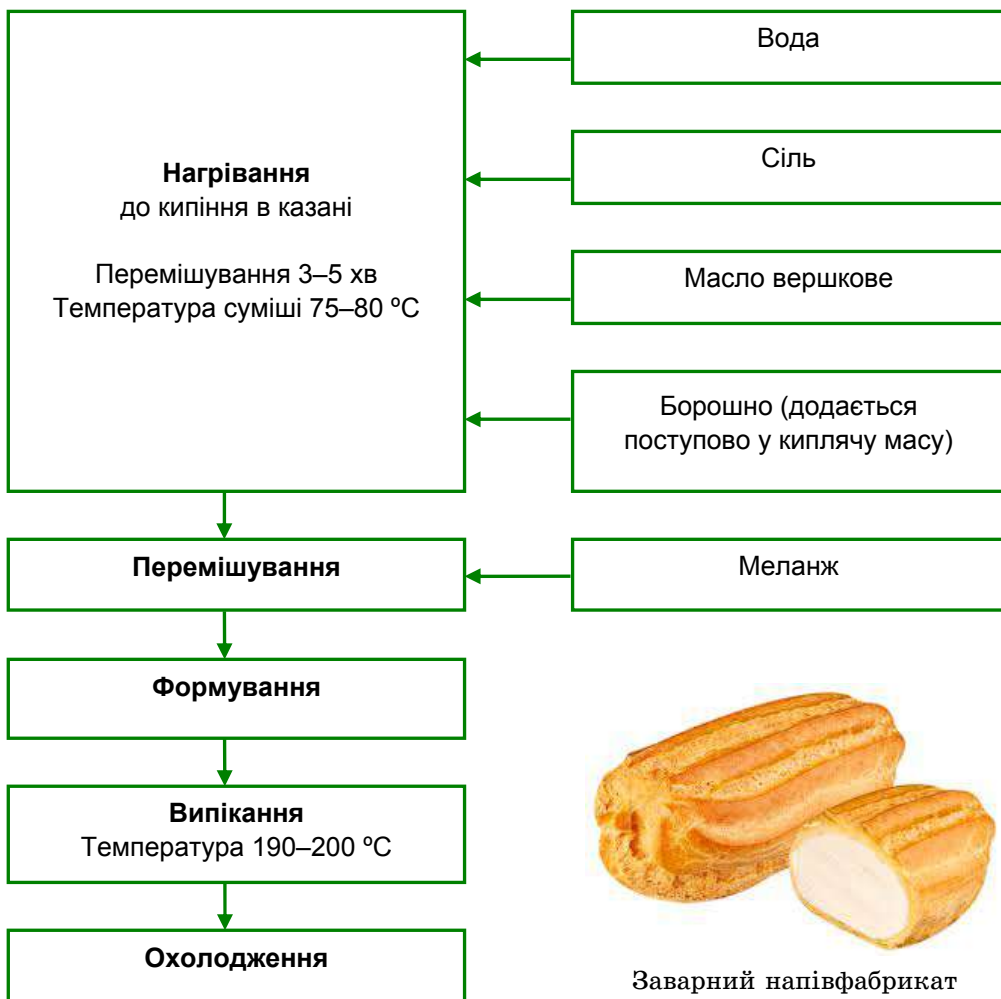 Вода
Сіль
Нагрівання
до кипіння в казані
Перемішування 3–5 хв
Температура суміші 75–80 ºС
Масло вершкове
Борошно (додається
поступово у киплячу масу)
Перемішування
Меланж
Формування
Випікання
Температура 190–200 ºС
Охолодження
Заварний напівфабрикат